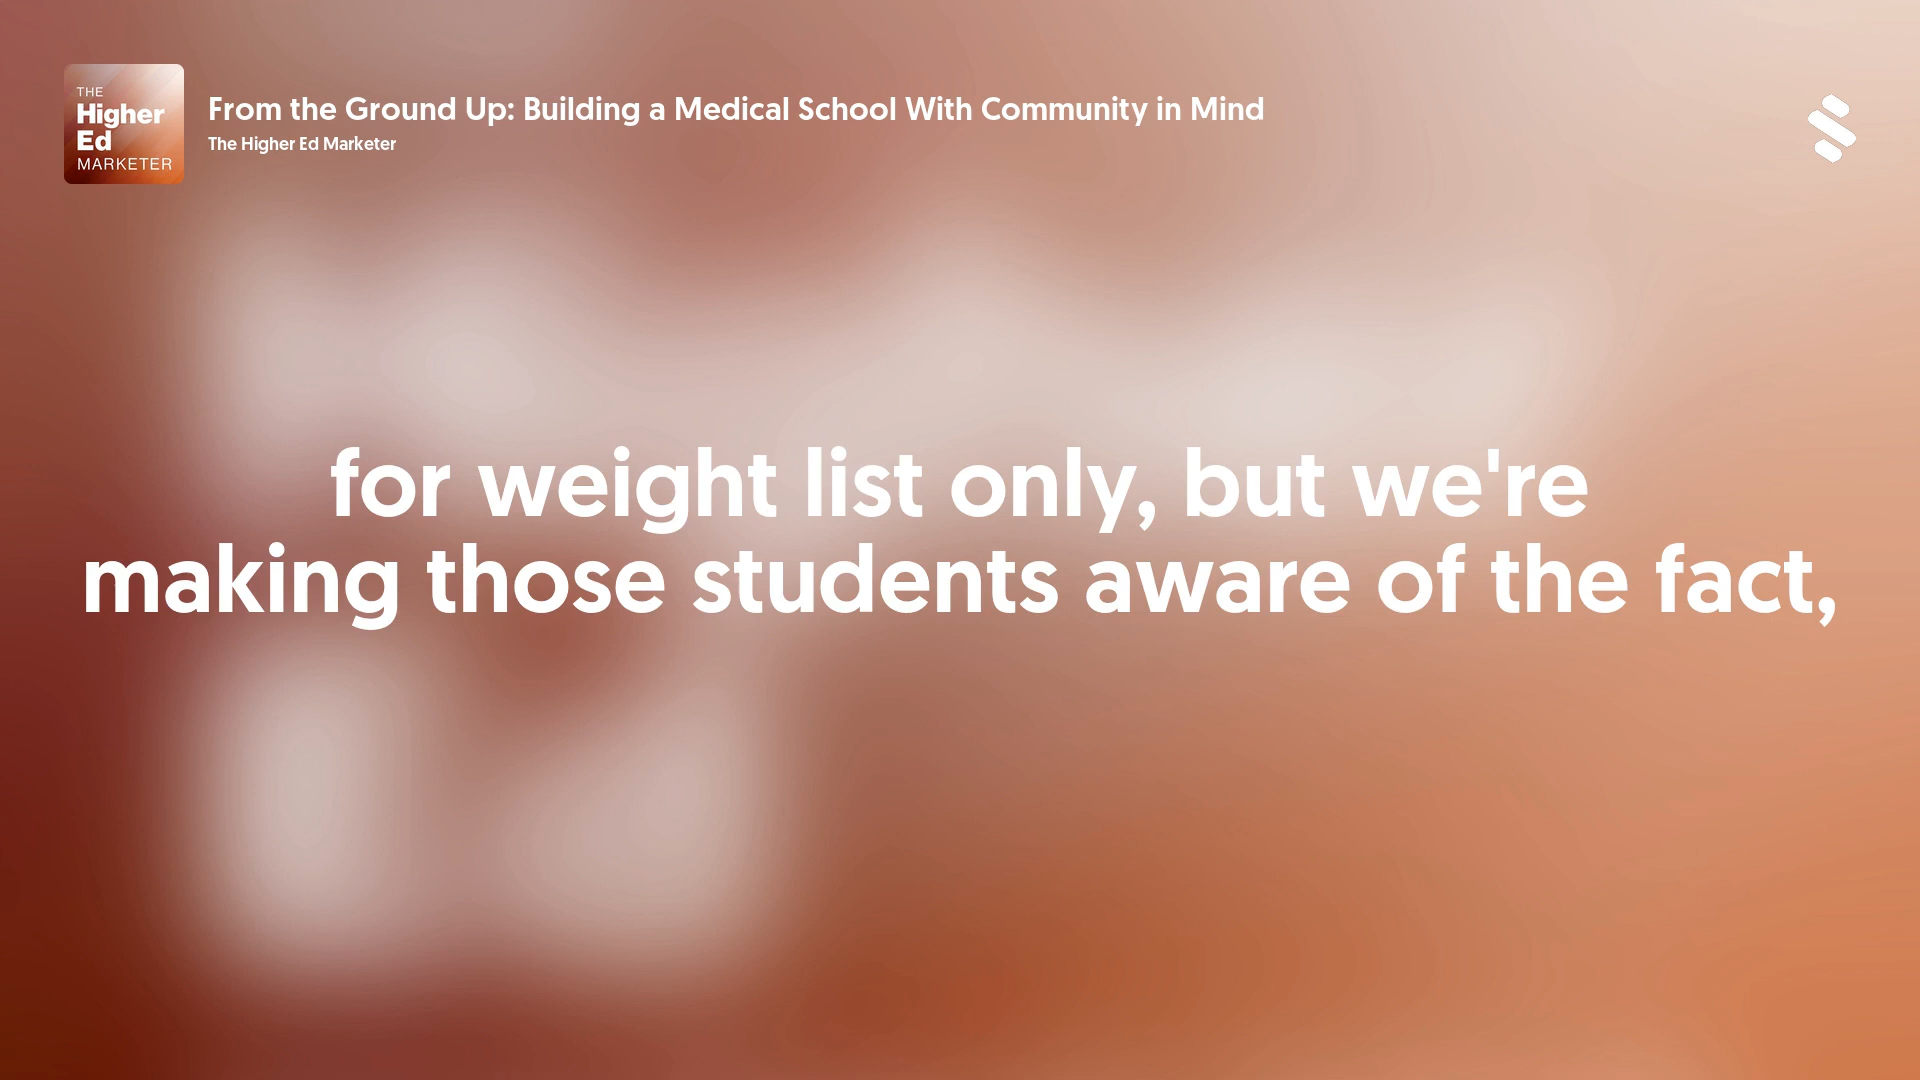 THE
Higher
Ed
MARKETER
From the Ground Up: Building a Medical School With Community in Mind
The Higher Ed Marketer
for weight list only, but we're
making those students aware of the fact,